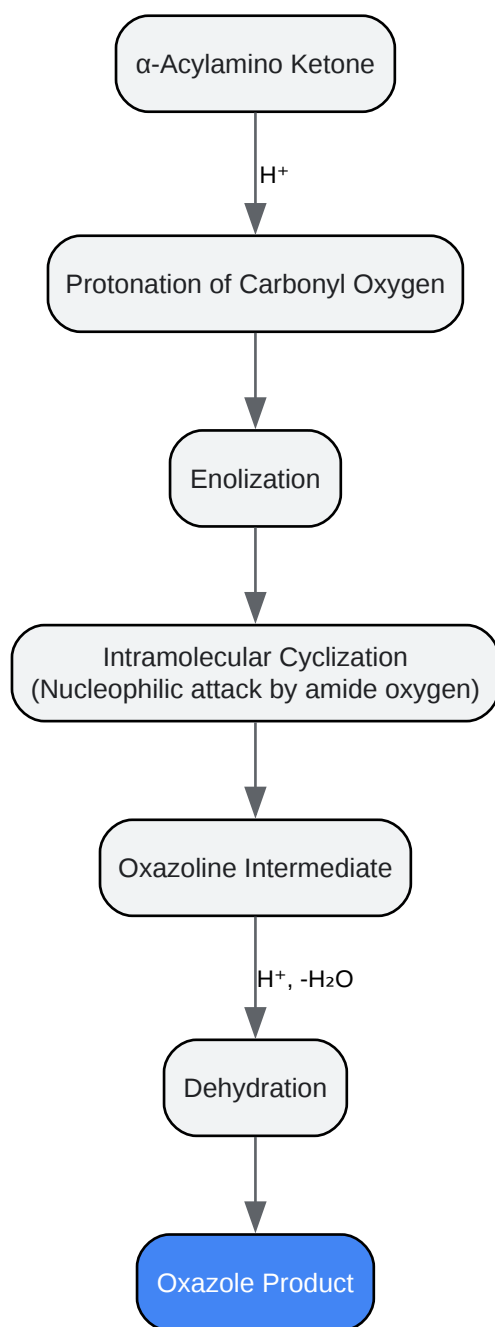 α-Acylamino Ketone
H⁺
Protonation of Carbonyl Oxygen
Enolization
Intramolecular Cyclization
(Nucleophilic attack by amide oxygen)
Oxazoline Intermediate
H⁺, -H₂O
Dehydration
Oxazole Product